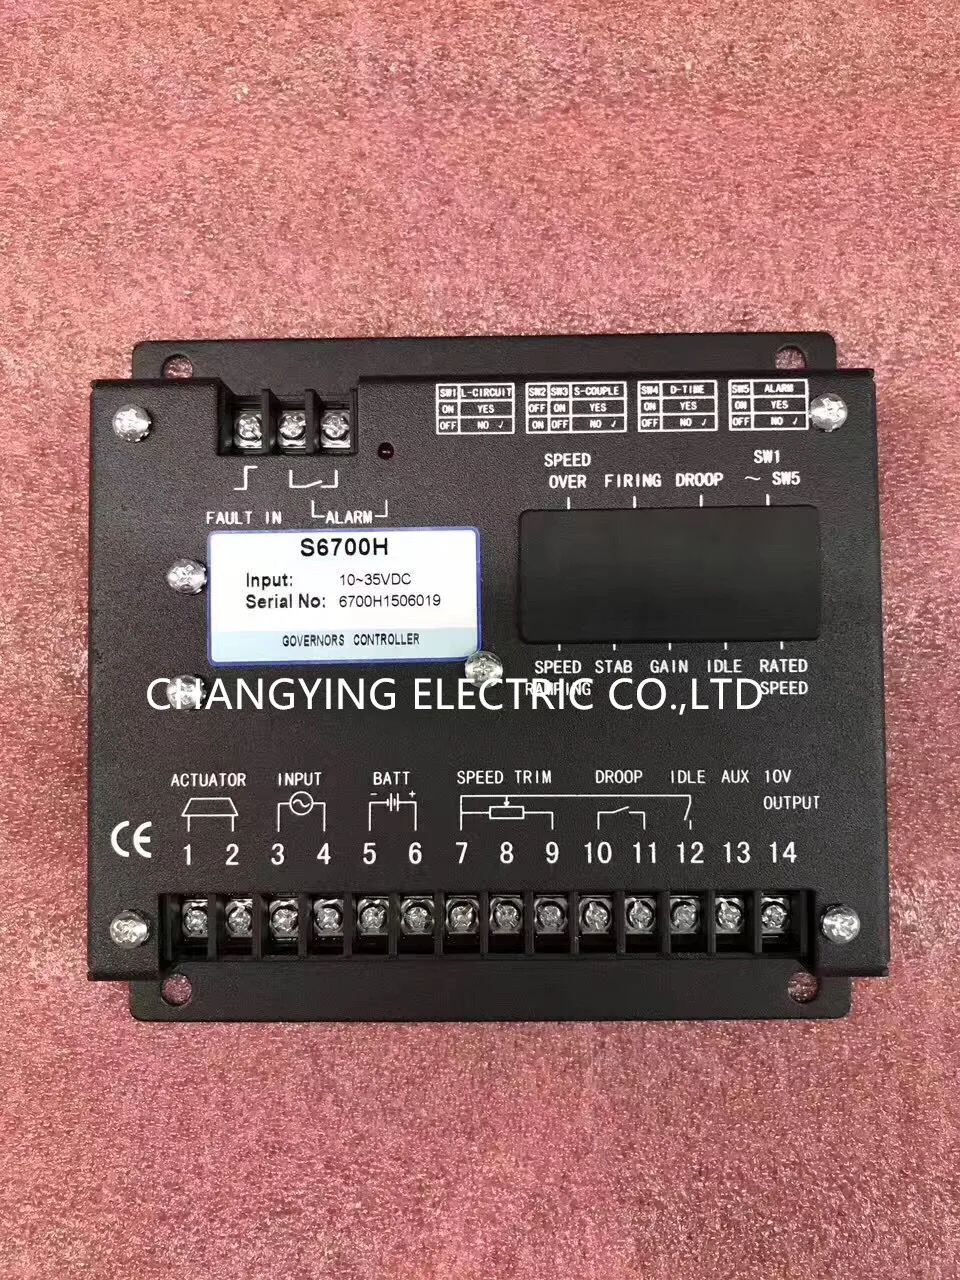 SW1 L-CIRCUIT
ON YES
OFF NO ✓
SW2 SW3 S-COUPLE
OFF ON YES
ON OFF NO ✓
SW4 D-TIME
ON YES
OFF NO ✓
SW5 ALARM
ON YES
OFF NO ✓
SPEED OVER
FIRING
DROOP
SW1 ~ SW5
FAULT IN
ALARM
S6700H
Input: 10~35VDC
Serial No: 6700H1506019
GOVERNORS CONTROLLER
SPEED RAMPING
STAB
GAIN
IDLE
RATED SPEED
CHANGYING ELECTRIC CO.,LTD
ACTUATOR INPUT BATT SPEED TRIM DROOP IDLE AUX 10V
OUTPUT
- +
CE
1 2 3 4 5 6 7 8 9 10 11 12 13 14